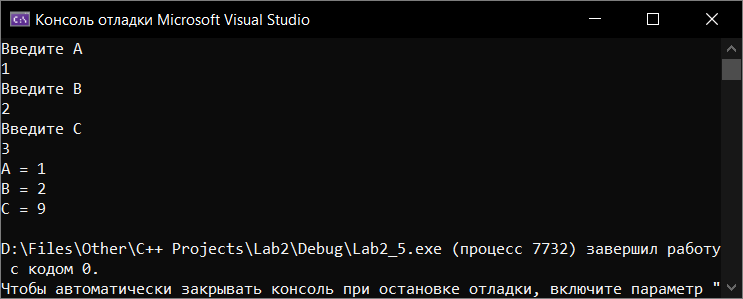 Консоль отладки Microsoft Visual Studio
Введите A
1
Введите B
2
Введите C
3
A = 1
B = 2
C = 9
D:\Files\Other\C++ Projects\Lab2\Debug\Lab2_5.exe (процесс 7732) завершил работу
с кодом 0.
Чтобы автоматически закрывать консоль при остановке отладки, включите параметр "